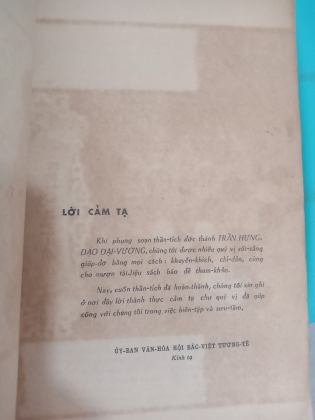 LỜI CẢM TẠ
Khi phụng soạn thần-tích đức thánh TRẦN HƯNG-
ĐẠO ĐẠI-VƯƠNG, chúng tôi được nhiều quý vị sốt-sắng
giúp-đỡ bằng mọi cách: khuyến-khích, chỉ-dẫn, cùng
cho mượn tài-liệu sách báo để tham-khảo.
Nay, cuốn thần-tích đã hoàn-thành, chúng tôi xin ghi
ở nơi đây lời thành thực cảm tạ chư quý vị đã góp
công với chúng tôi trong việc biên-tập và sưu-tầm.
ỦY-BAN VĂN-HÓA HỘI BẮC-VIỆT TƯƠNG-TẾ
Kính tạ